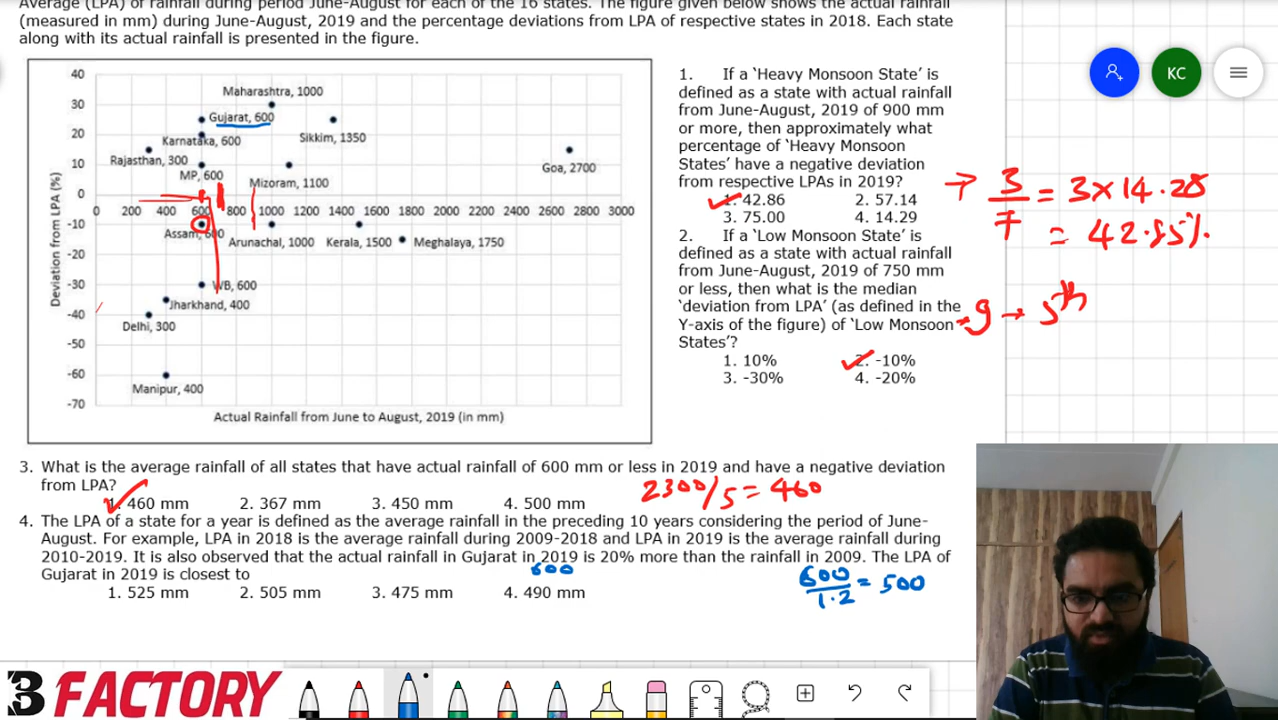 Average (LPA) of rainfall during period June-August for each of the 16 states. The figure given below shows the actual rainfall
(measured in mm) during June-August, 2019 and the percentage deviations from LPA of respective states in 2018. Each state
along with its actual rainfall is presented in the figure.
40
30
20
10
0
-10
-20
-30
-40
-50
-60
-70
Deviation from LPA (%)
Maharashtra, 1000
Gujarat, 600
Karnataka, 600
Sikkim, 1350
Rajasthan, 300
MP, 600
Goa, 2700
Mizoram, 1100
0 200 400 600 800 1000 1200 1400 1600 1800 2000 2200 2400 2600 2800 3000
Assam, 600
Arunachal, 1000
Kerala, 1500
Meghalaya, 1750
WB, 600
Jharkhand, 400
Delhi, 300
Manipur, 400
Actual Rainfall from June to August, 2019 (in mm)
1. If a ‘Heavy Monsoon State’ is
defined as a state with actual rainfall
from June-August, 2019 of 900 mm
or more, then approximately what
percentage of ‘Heavy Monsoon
States’ have a negative deviation
from respective LPAs in 2019?
1. 42.86 2. 57.14
3. 75.00 4. 14.29
2. If a ‘Low Monsoon State’ is
defined as a state with actual rainfall
from June-August, 2019 of 750 mm
or less, then what is the median
‘deviation from LPA’ (as defined in the
Y-axis of the figure) of ‘Low Monsoon
States’?
1. 10% 2. -10%
3. -30% 4. -20%
→ 3/7 = 3 × 14.28
= 42.85%
9 → 5th
KC
3. What is the average rainfall of all states that have actual rainfall of 600 mm or less in 2019 and have a negative deviation
from LPA?
2300/5 = 460
1. 460 mm 2. 367 mm 3. 450 mm 4. 500 mm
4. The LPA of a state for a year is defined as the average rainfall in the preceding 10 years considering the period of June-
August. For example, LPA in 2018 is the average rainfall during 2009-2018 and LPA in 2019 is the average rainfall during
2010-2019. It is also observed that the actual rainfall in Gujarat in 2019 is 20% more than the rainfall in 2009. The LPA of
Gujarat in 2019 is closest to
600
600/1.2 = 500
1. 525 mm 2. 505 mm 3. 475 mm 4. 490 mm
3 FACTORY